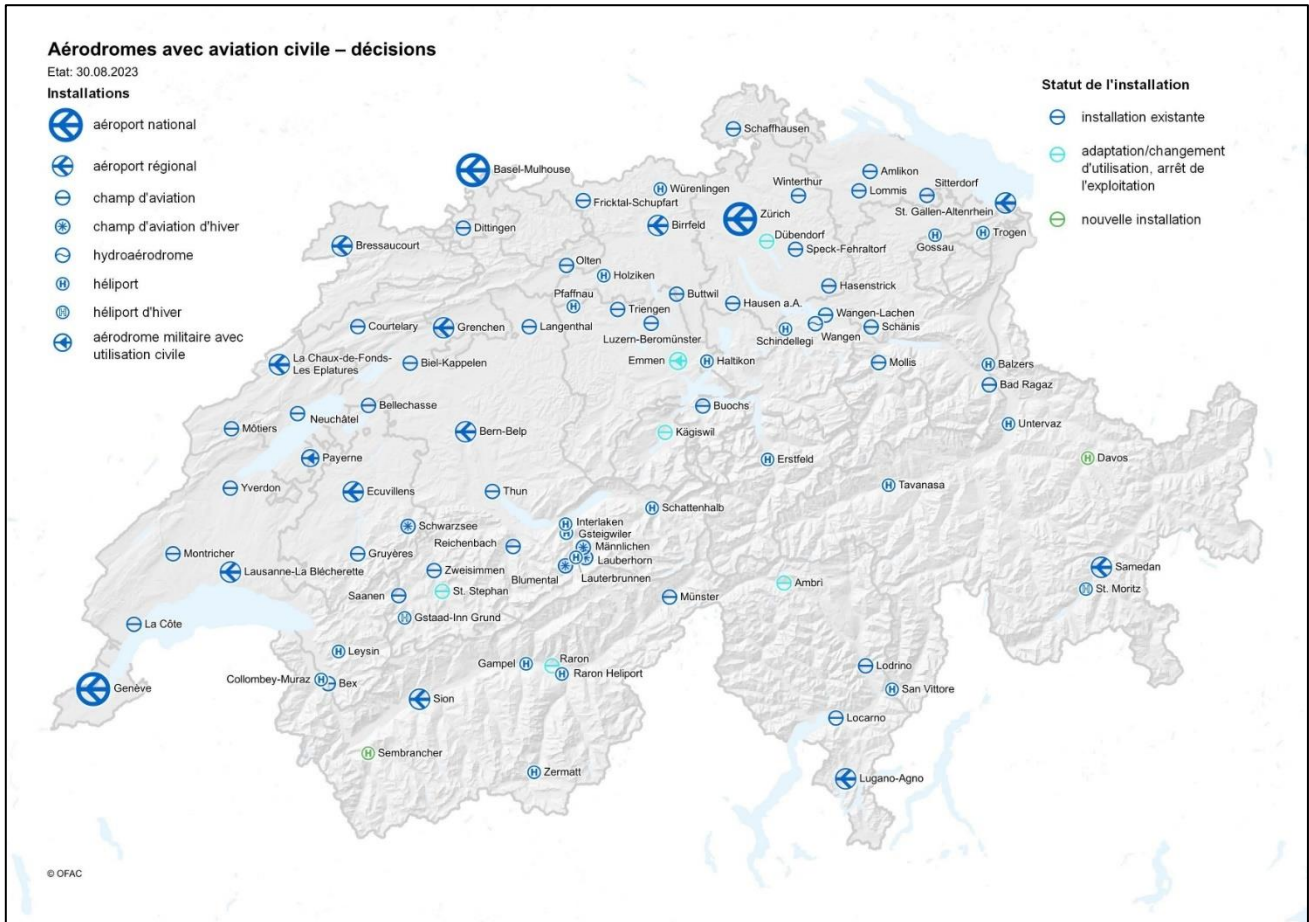 Aérodromes avec aviation civile – décisions
Etat: 30.08.2023
Installations
aéroport national
aéroport régional
champ d'aviation
champ d'aviation d'hiver
hydroaérodrome
héliport
héliport d'hiver
aérodrome militaire avec
utilisation civile
Statut de l'installation
installation existante
adaptation/changement
d'utilisation, arrêt de
l'exploitation
nouvelle installation
Schaffhausen
Basel-Mulhouse
Amlikon
Würenlingen
Winterthur
Lommis
Sitterdorf
Fricktal-Schupfart
St. Gallen-Altenrhein
Zürich
Birrfeld
Dittingen
Trogen
Gossau
Dübendorf
Bressaucourt
Speck-Fehraltorf
Olten
Holziken
Hasenstrick
Pfaffnau
Buttwil
Hausen a.A.
Triengen
Wangen-Lachen
Courtelary
Grenchen
Langenthal
Luzern-Beromünster
Schindellegi
Wangen
Schänis
La Chaux-de-Fonds-
Les Eplatures
Biel-Kappelen
Emmen
Haltikon
Mollis
Balzers
Bad Ragaz
Bellechasse
Buochs
Neuchâtel
Môtiers
Bern-Belp
Kägiswil
Untervaz
Payerne
Erstfeld
Davos
Yverdon
Ecuvillens
Thun
Tavanasa
Schattenhalb
Schwarzsee
Interlaken
Gsteigwiler
Reichenbach
Männlichen
Montricher
Gruyères
Lauberhorn
Lausanne-La Blécherette
Zweisimmen
Blumental
Lauterbrunnen
Samedan
St. Stephan
Ambri
St. Moritz
Saanen
Münster
Gstaad-Inn Grund
La Côte
Leysin
Gampel
Raron
Lodrino
Collombey-Muraz
Bex
Raron Heliport
Genève
San Vittore
Sion
Locarno
Sembrancher
Zermatt
Lugano-Agno
© OFAC